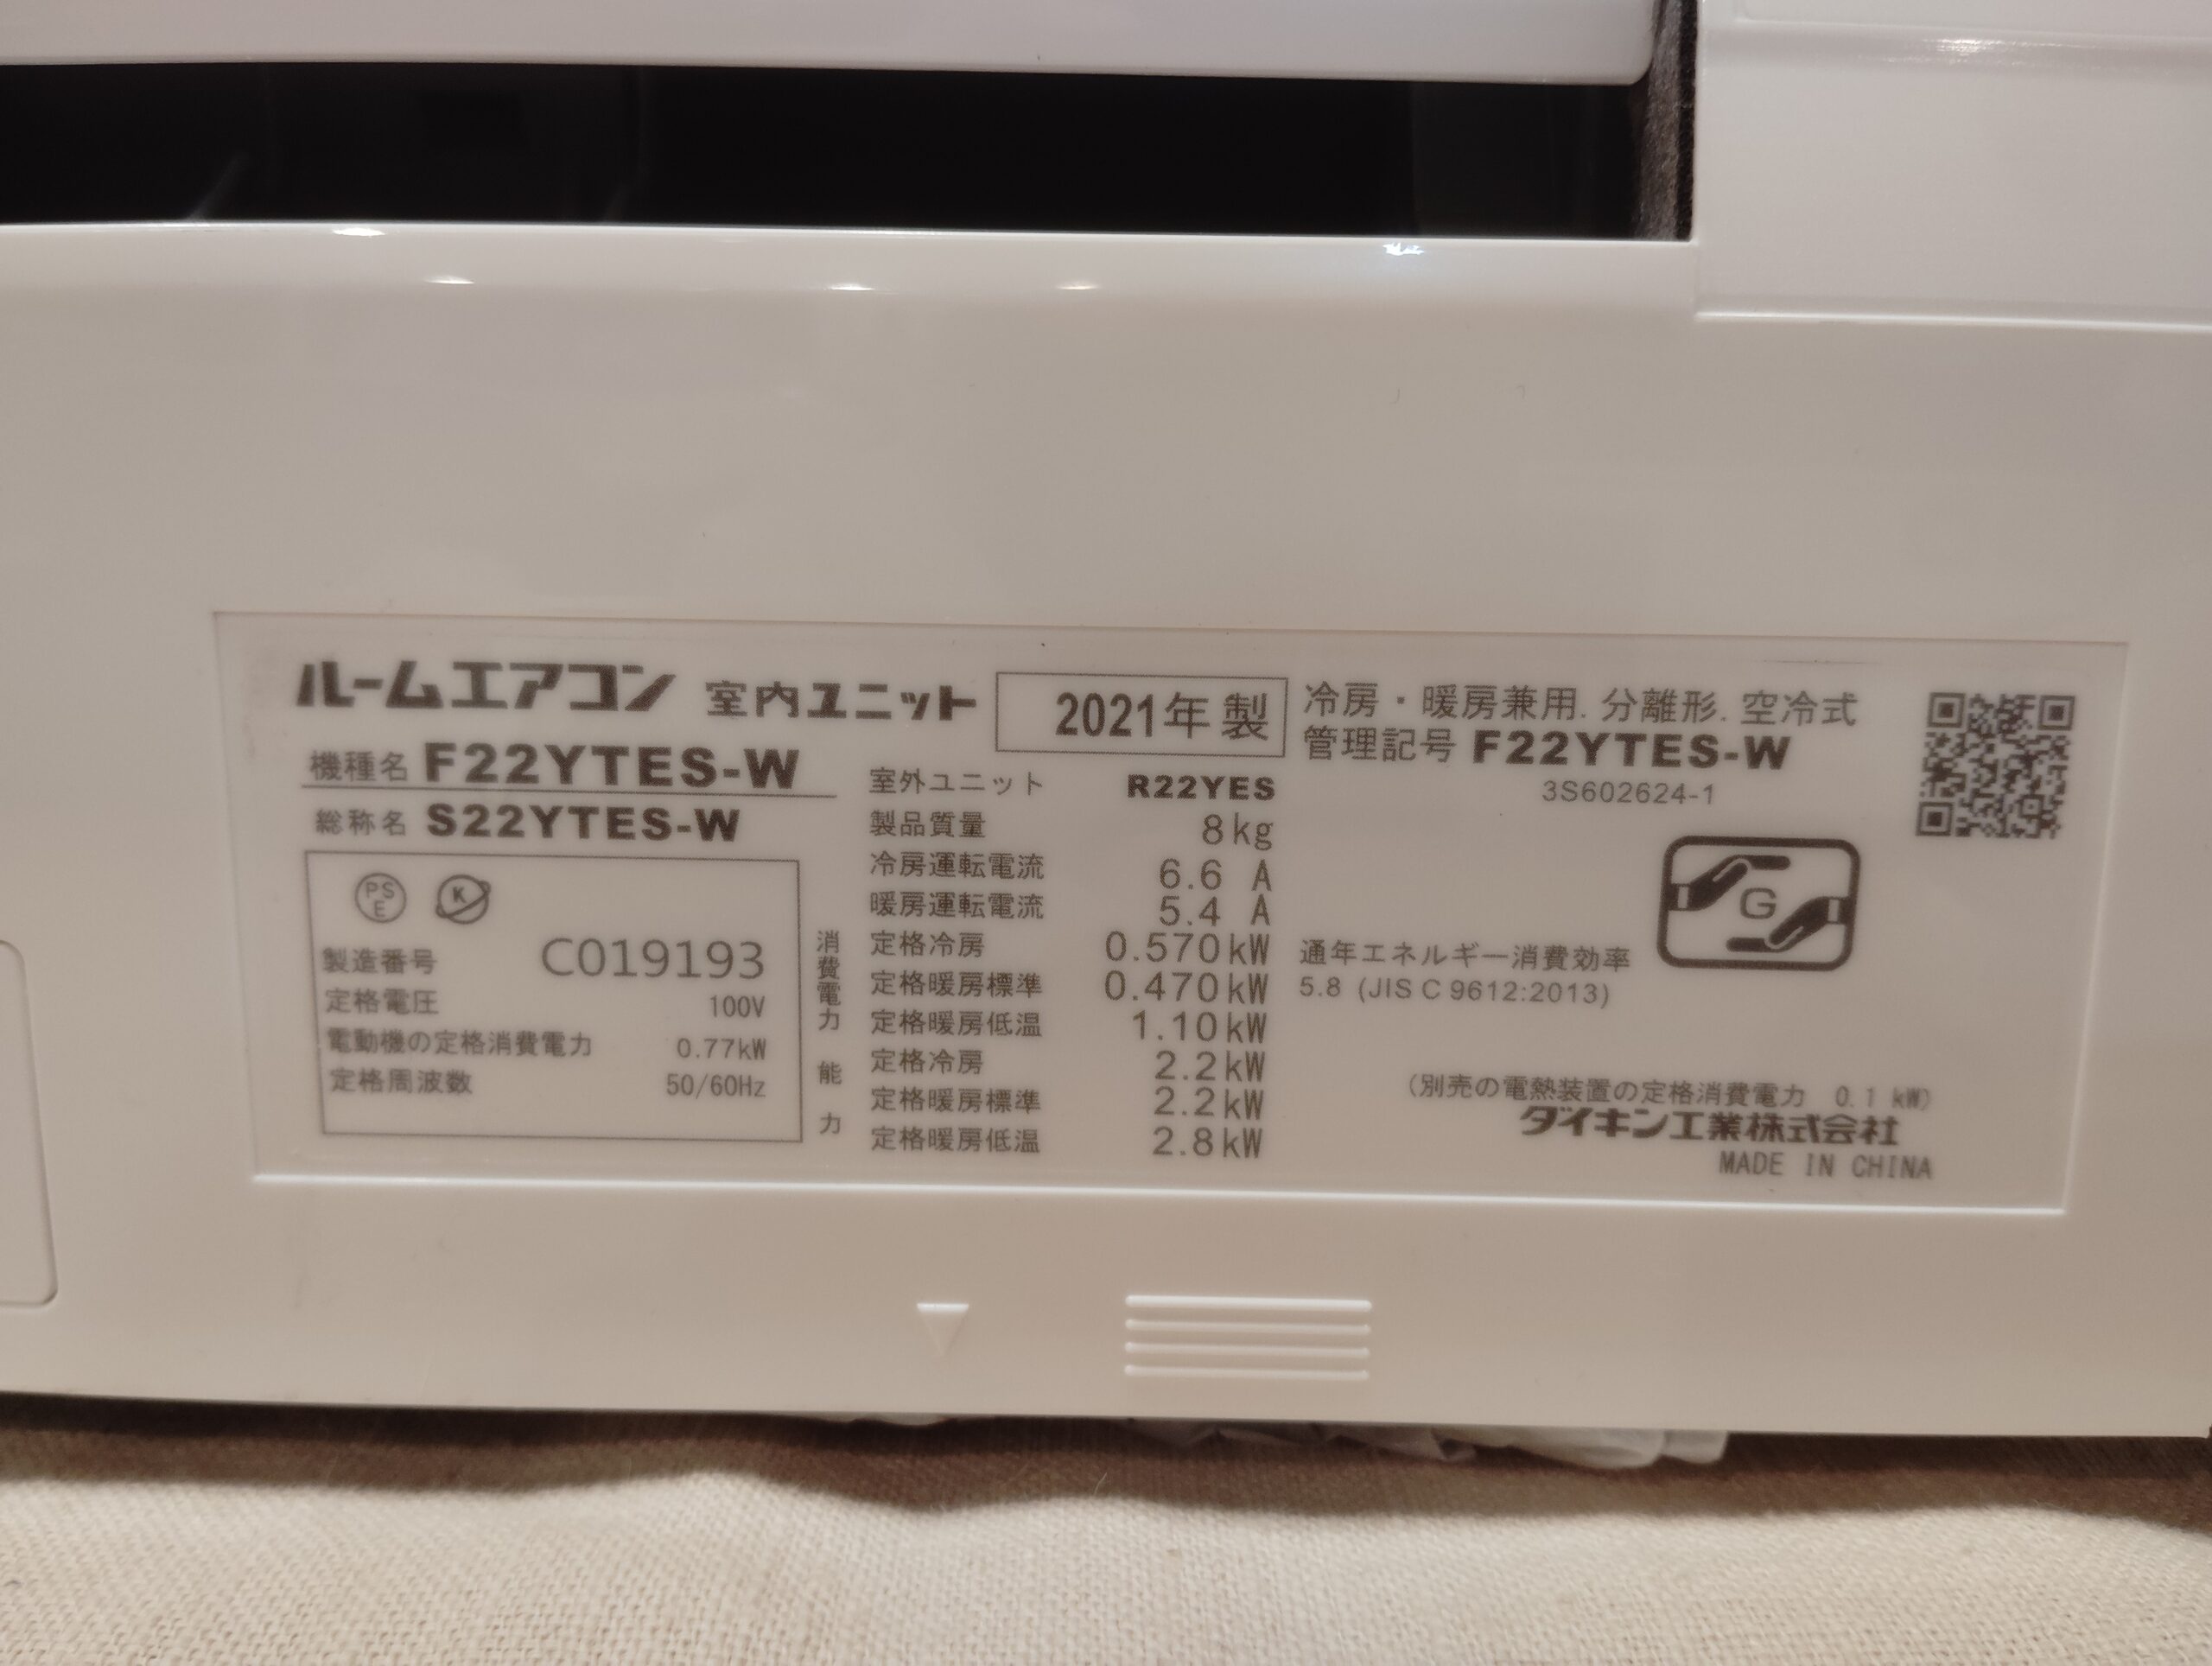 ルームエアコン 室内ユニット
2021年 製
機種名 F22YTES-W
総称名 S22YTES-W
PS
E
K
製造番号 C019193
定格電圧 100V
電動機の定格消費電力 0.77kW
定格周波数 50/60Hz
室外ユニット R22YES
製品質量 8kg
冷房運転電流 6.6 A
暖房運転電流 5.4 A
消費電力
定格冷房 0.570kW
定格暖房標準 0.470kW
定格暖房低温 1.10kW
能力
定格冷房 2.2kW
定格暖房標準 2.2kW
定格暖房低温 2.8kW
冷房・暖房兼用.分離形.空冷式
管理記号 F22YTES-W
3S602624-1
G
通年エネルギー消費効率
5.8 (JIS C 9612:2013)
(別売の電熱装置の定格消費電力 0.1 kW)
ダイキン工業株式会社
MADE IN CHINA